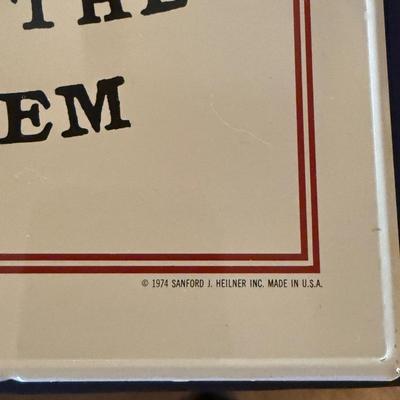 THE
EM
© 1974 SANFORD J. HEILNER INC. MADE IN U.S.A.